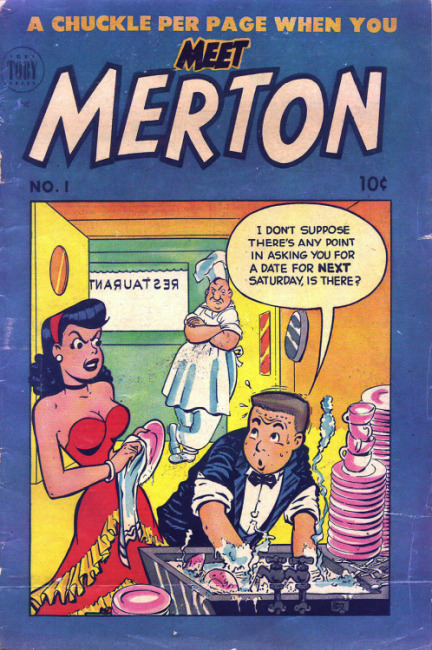 A CHUCKLE PER PAGE WHEN YOU
MEET
TOBY
MERTON
NO. 1
10¢
I DON'T SUPPOSE
THERE'S ANY POINT
IN ASKING YOU FOR
A DATE FOR NEXT
SATURDAY, IS THERE?
RESTAURANT